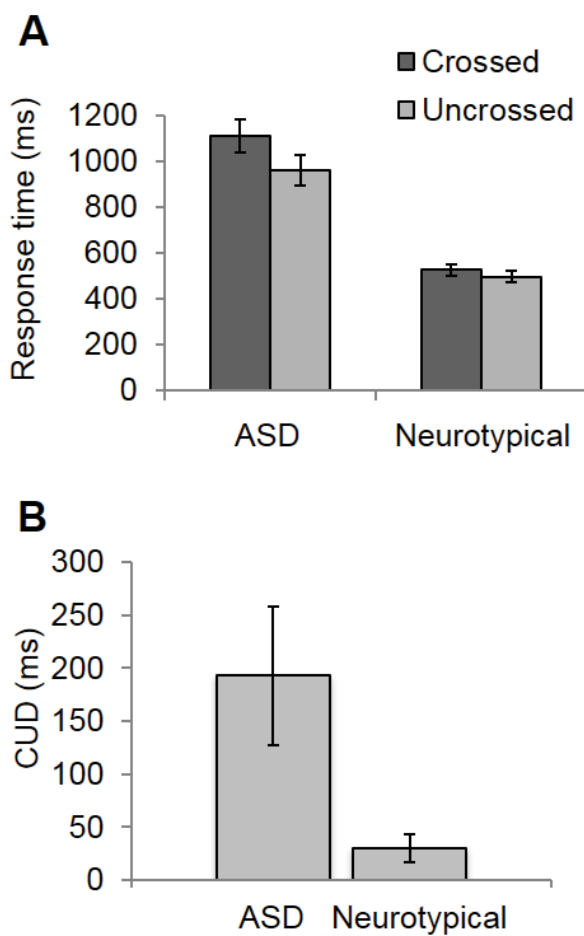 A
Crossed
Uncrossed
Response time (ms)
1200
1000
800
600
400
200
0
ASD Neurotypical
B
CUD (ms)
300
250
200
150
100
50
0
ASD Neurotypical